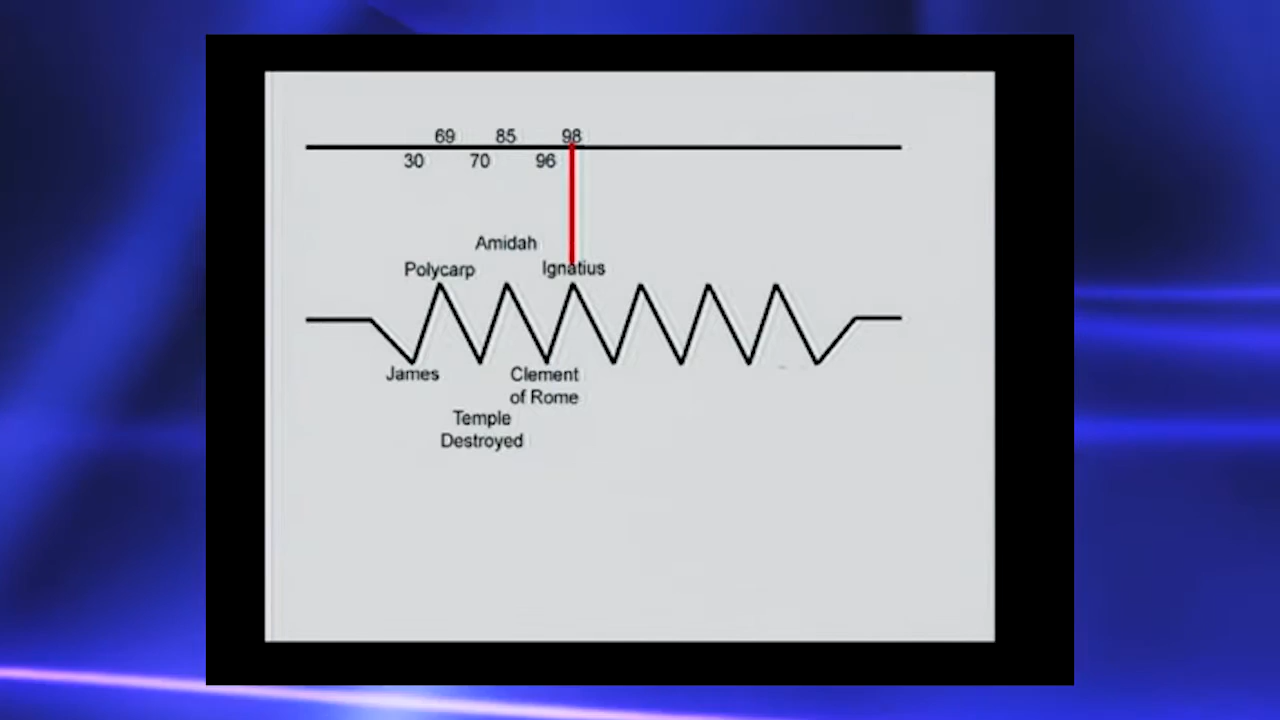 69 85 98
30 70 96
Amidah
Polycarp Ignatius
James Clement
of Rome
Temple
Destroyed